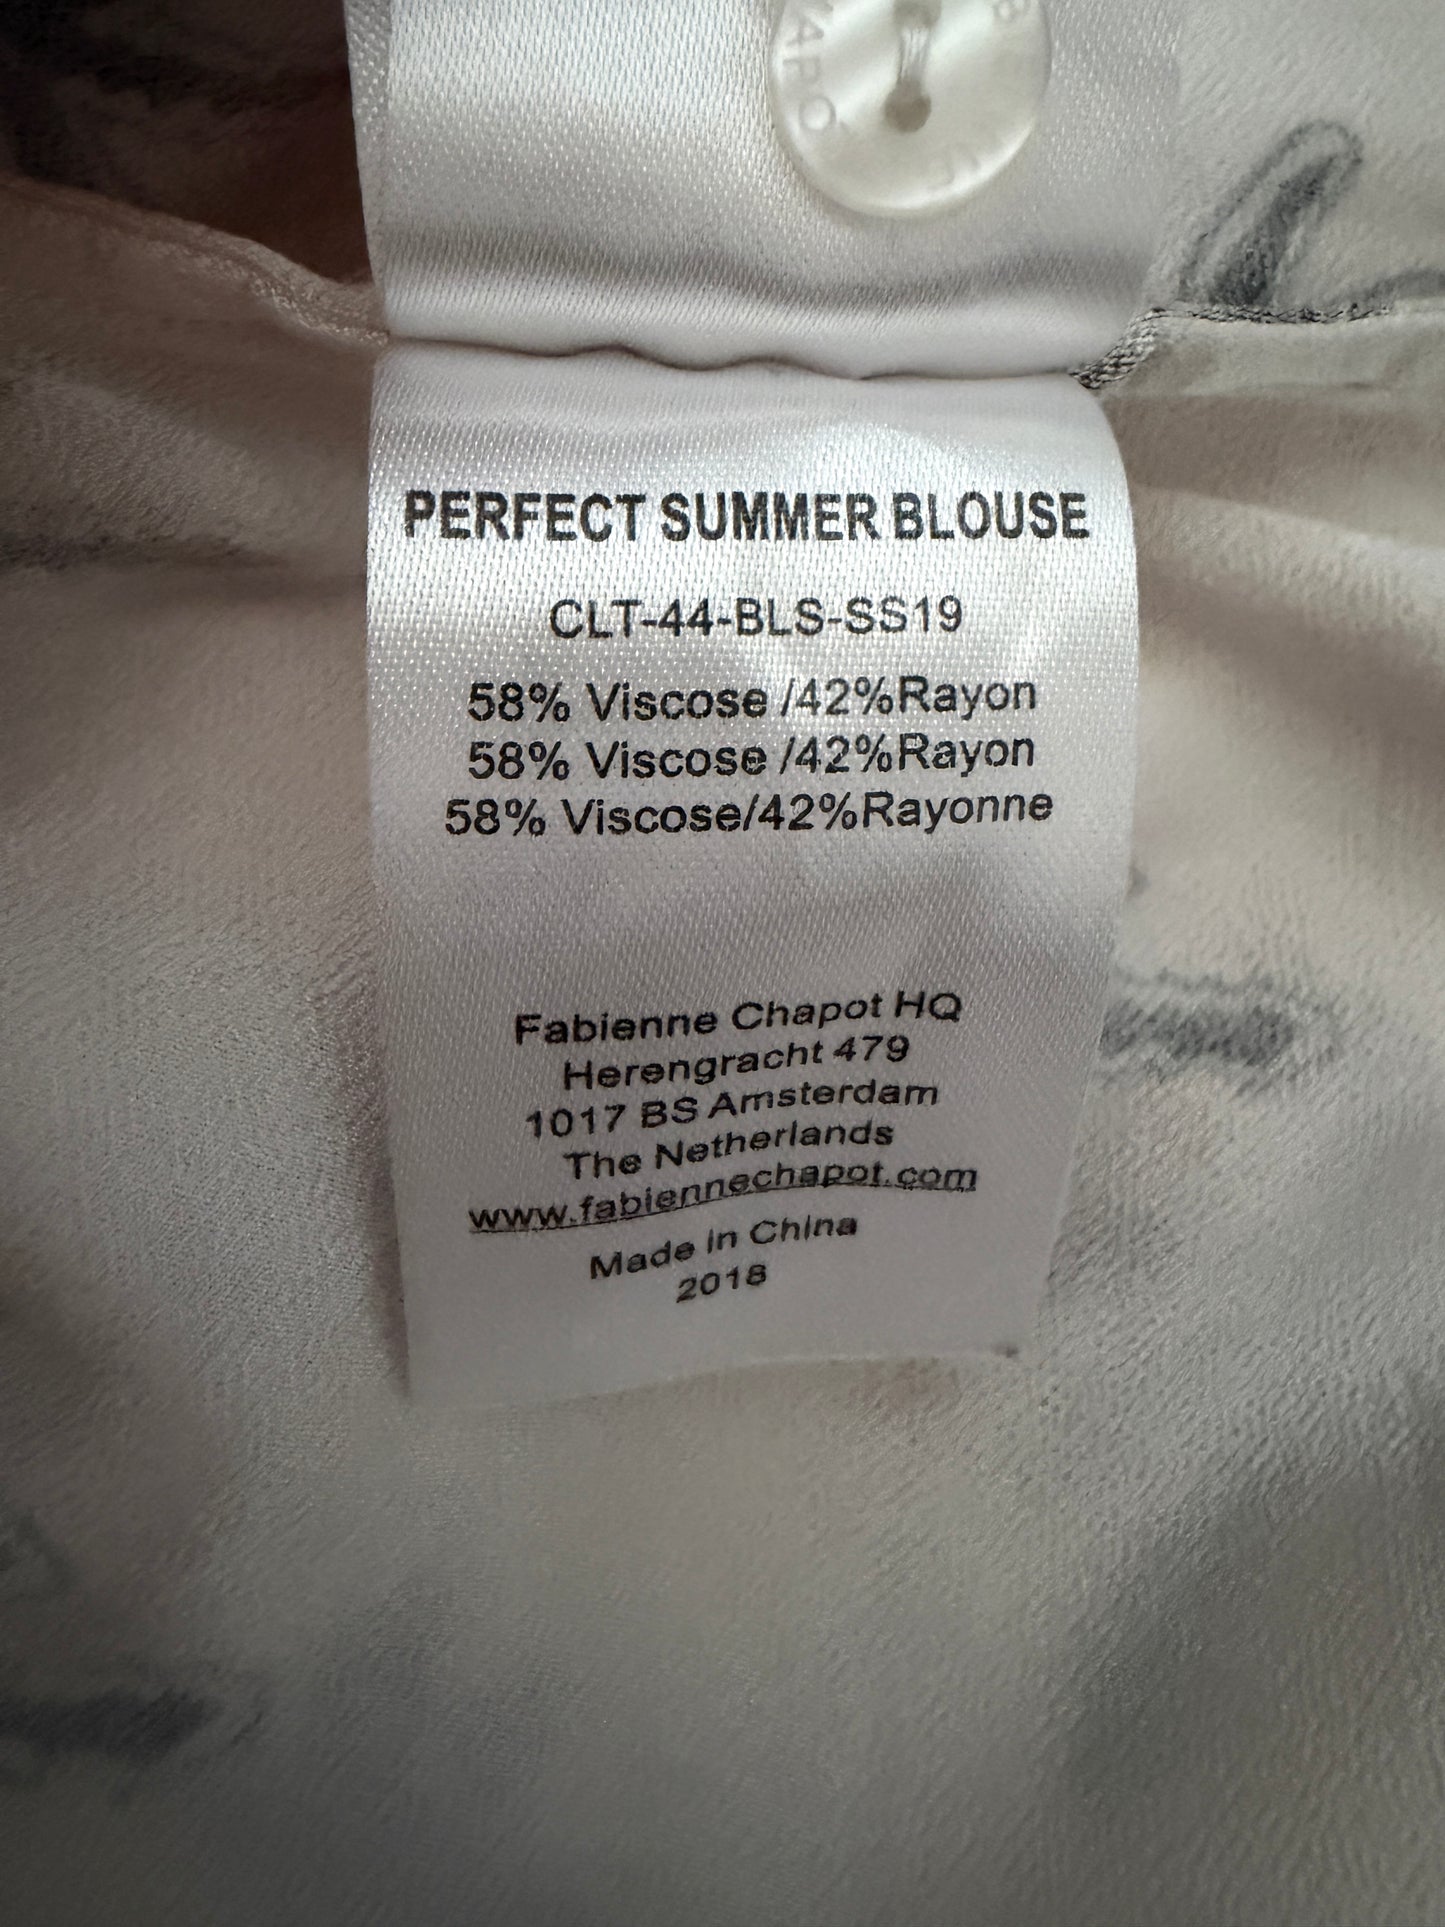 PERFECT SUMMER BLOUSE
CLT-44-BLS-SS19
58% Viscose /42%Rayon
58% Viscose /42%Rayon
58% Viscose/42%Rayonne
Fabienne Chapot HQ
Herengracht 479
1017 BS Amsterdam
The Netherlands
www.fabiennechapot.com
Made in China
2018